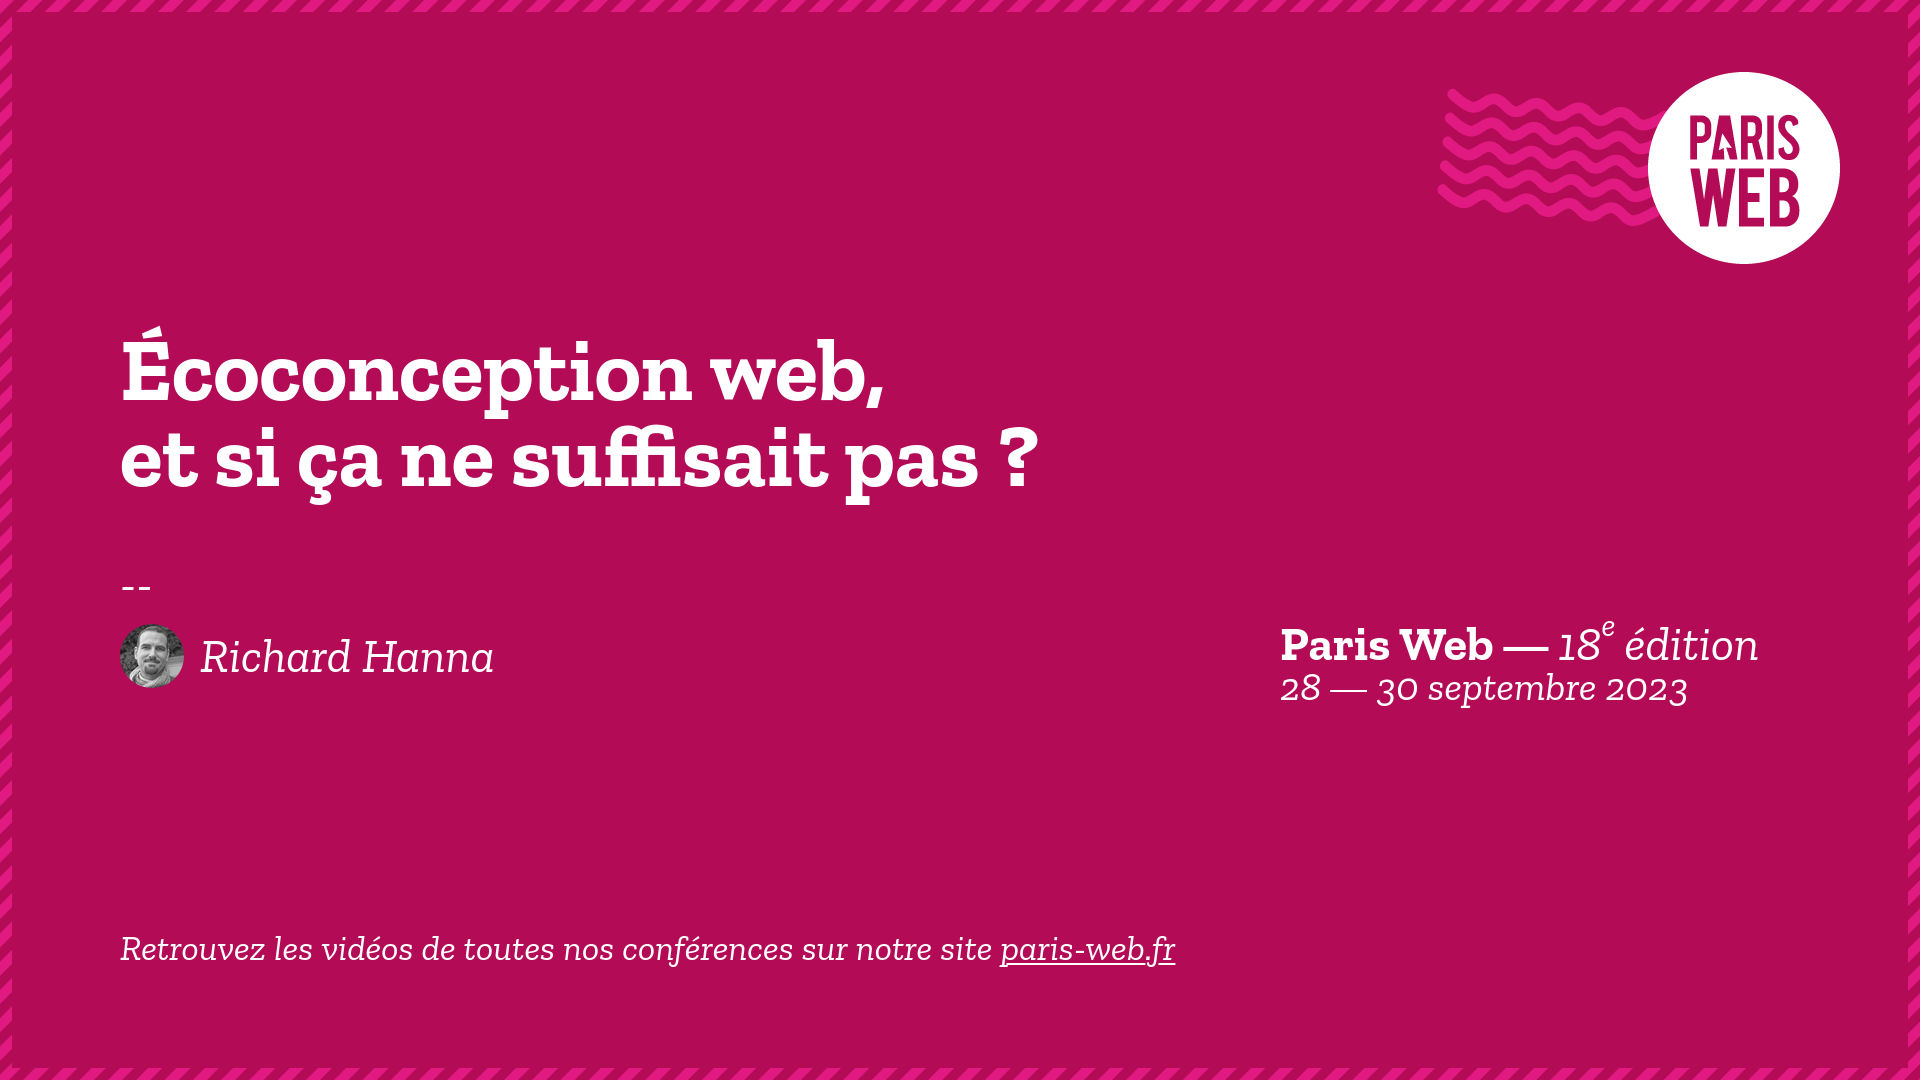 PARIS
WEB
Écoconception web,
et si ça ne suffisait pas ?
--
Richard Hanna
Paris Web — 18e édition
28 — 30 septembre 2023
Retrouvez les vidéos de toutes nos conférences sur notre site paris-web.fr